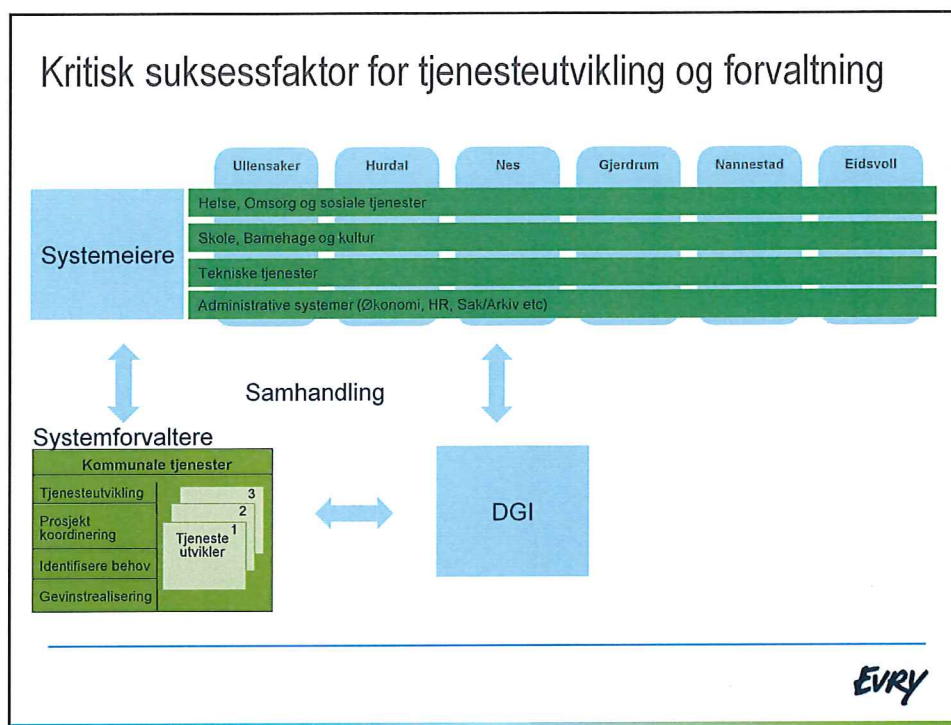 Kritisk suksessfaktor for tjenesteutvikling og forvaltning
Ullensaker
Hurdal
Nes
Gjerdrum
Nannestad
Eidsvoll
Systemeiere
Helse, Omsorg og sosiale tjenester
Skole, Barnehage og kultur
Tekniske tjenester
Administrative systemer (Økonomi, HR, Sak/Arkiv etc)
Samhandling
Systemforvaltere
Kommunale tjenester
Tjenesteutvikling
Prosjekt
koordinering
Identifisere behov
Gevinstrealisering
3
2
1
Tjeneste
utvikler
DGI
EVRY